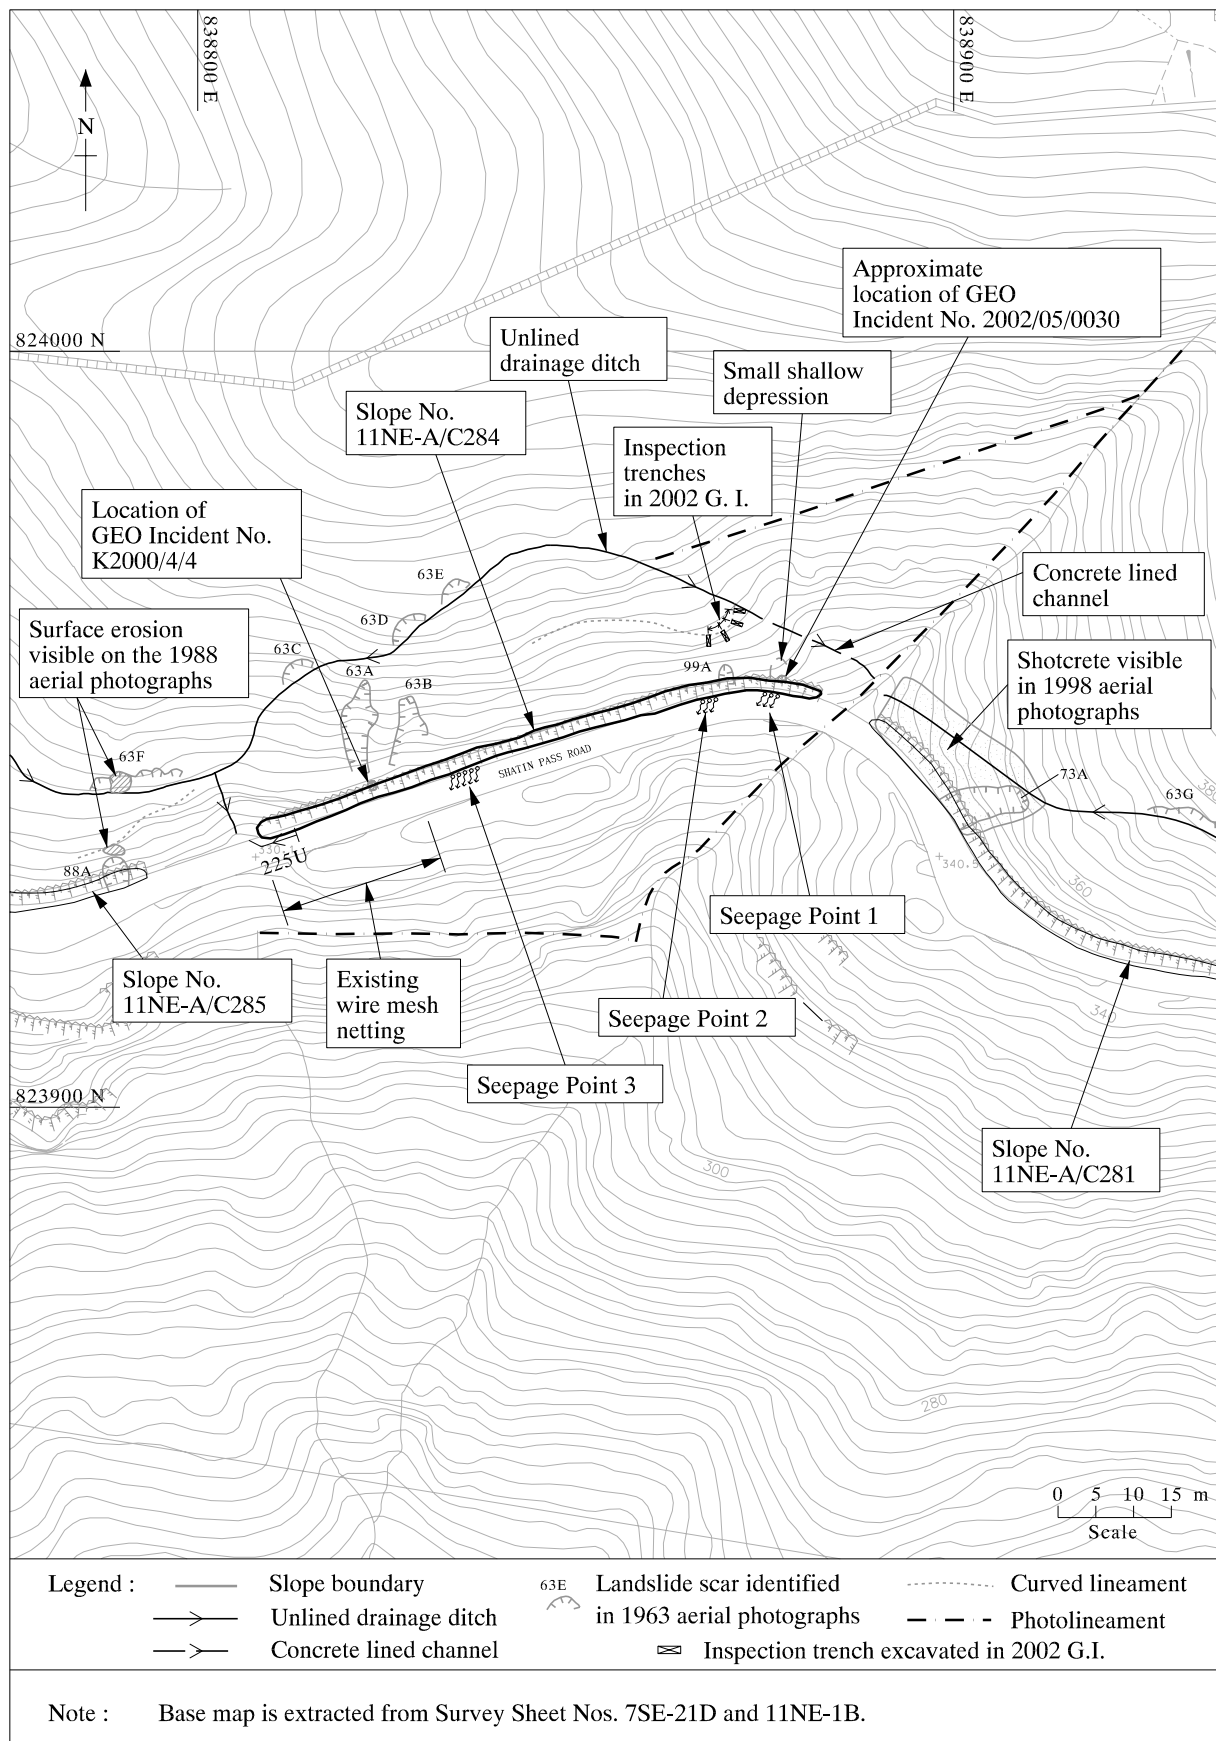 838800 E
838900 E
N
824000 N
Approximate
location of GEO
Incident No. 2002/05/0030
Unlined
drainage ditch
Small shallow
depression
Slope No.
11NE-A/C284
Inspection
trenches
in 2002 G. I.
Location of
GEO Incident No.
K2000/4/4
63E
Concrete lined
channel
63D
Surface erosion
visible on the 1988
aerial photographs
63C
63A
63B
99A
Shotcrete visible
in 1998 aerial
photographs
63F
SHATIN PASS ROAD
73A
63G
380
225U
88A
340.5
360
Seepage Point 1
Slope No.
11NE-A/C285
Existing
wire mesh
netting
Seepage Point 2
340
Seepage Point 3
823900 N
Slope No.
11NE-A/C281
300
280
0 5 10 15 m
Scale
Legend :
Slope boundary
63E
Landslide scar identified
in 1963 aerial photographs
Curved lineament
Unlined drainage ditch
Photolineament
Concrete lined channel
Inspection trench excavated in 2002 G.I.
Note : Base map is extracted from Survey Sheet Nos. 7SE-21D and 11NE-1B.